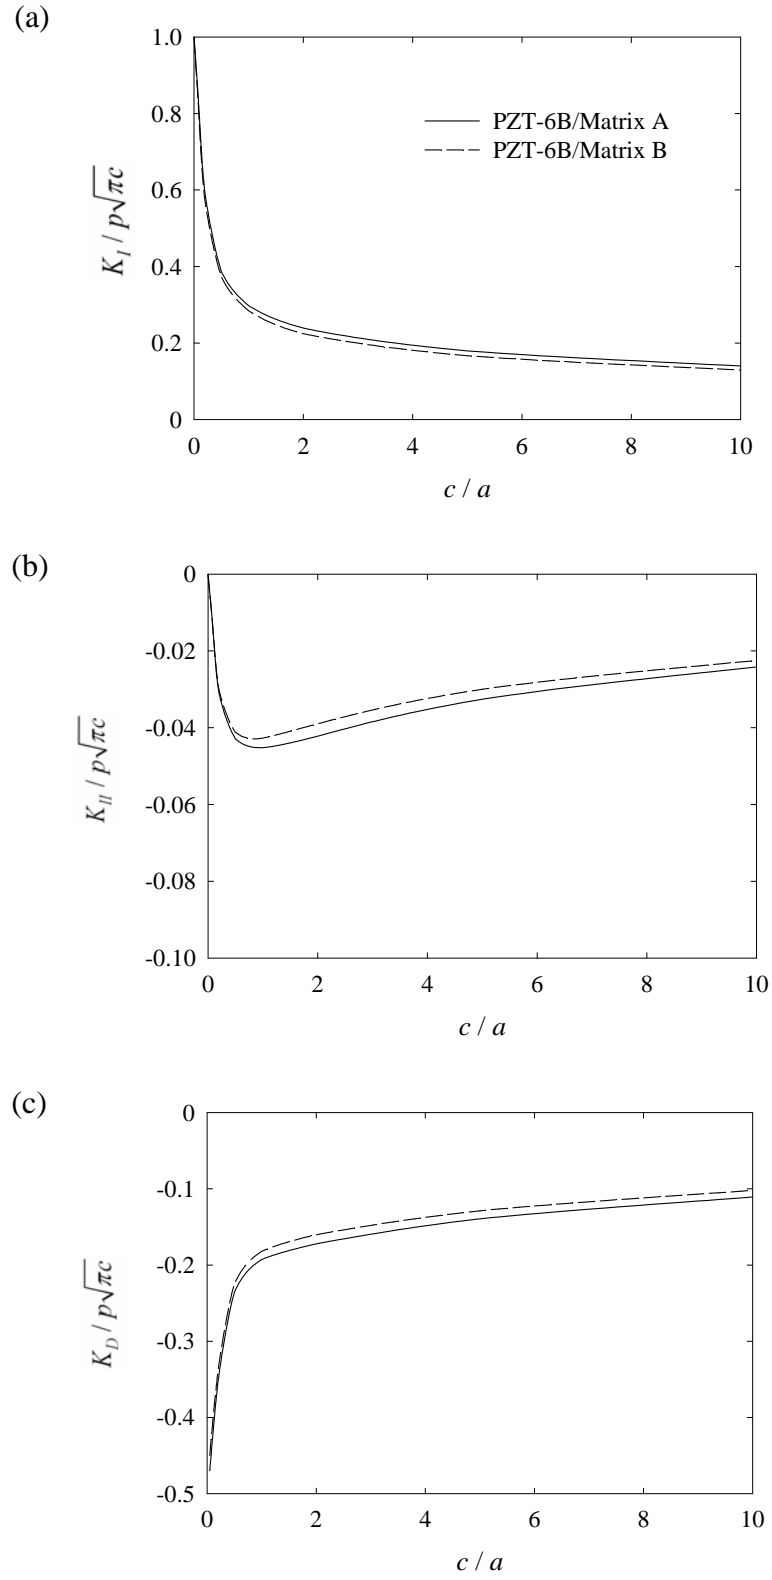 (a)
1.0
0.8
0.6
0.4
0.2
0
K_I / p√πc
PZT-6B/Matrix A
PZT-6B/Matrix B
0 2 4 6 8 10
c / a
(b)
0
-0.02
-0.04
-0.06
-0.08
-0.10
K_II / p√πc
0 2 4 6 8 10
c / a
(c)
0
-0.1
-0.2
-0.3
-0.4
-0.5
K_D / p√πc
0 2 4 6 8 10
c / a